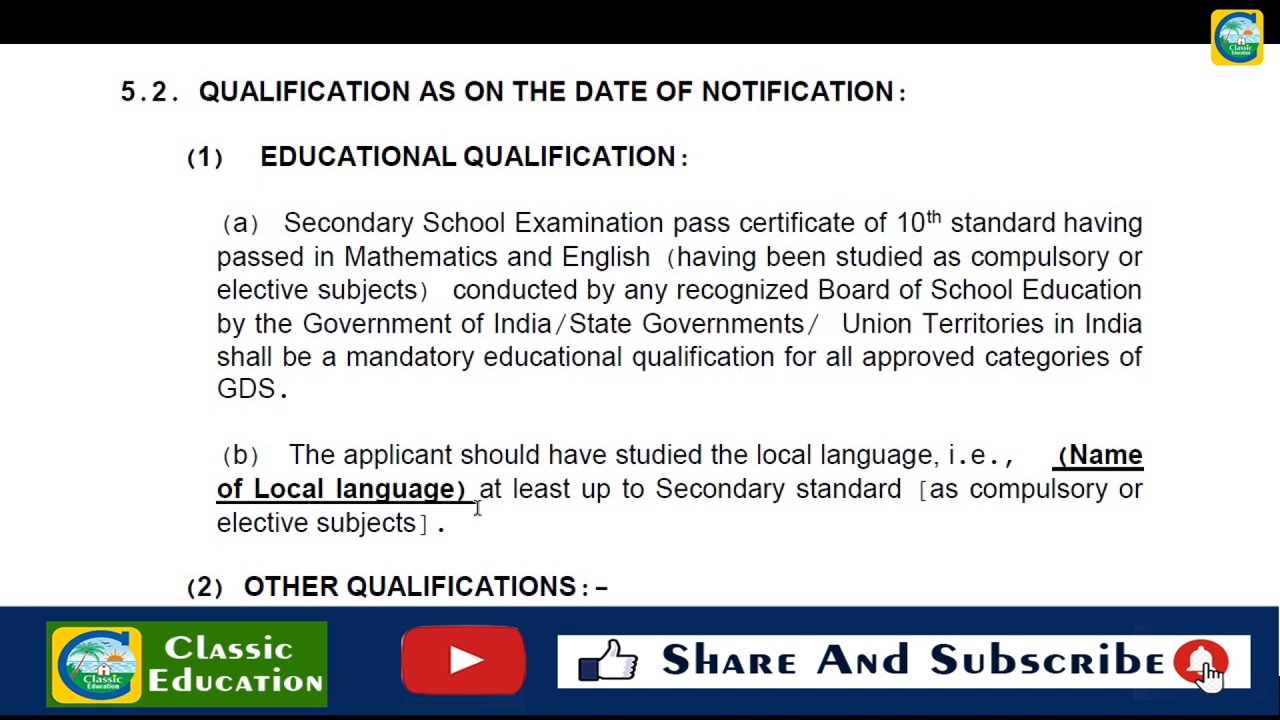 Classic
Education
5.2. QUALIFICATION AS ON THE DATE OF NOTIFICATION:
(1) EDUCATIONAL QUALIFICATION:
(a) Secondary School Examination pass certificate of 10th standard having
passed in Mathematics and English (having been studied as compulsory or
elective subjects) conducted by any recognized Board of School Education
by the Government of India/State Governments/ Union Territories in India
shall be a mandatory educational qualification for all approved categories of
GDS.
(b) The applicant should have studied the local language, i.e., (Name
of Local language) at least up to Secondary standard [as compulsory or
elective subjects].
(2) OTHER QUALIFICATIONS:-
Classic
Education
Classic
Education
Share And Subscribe